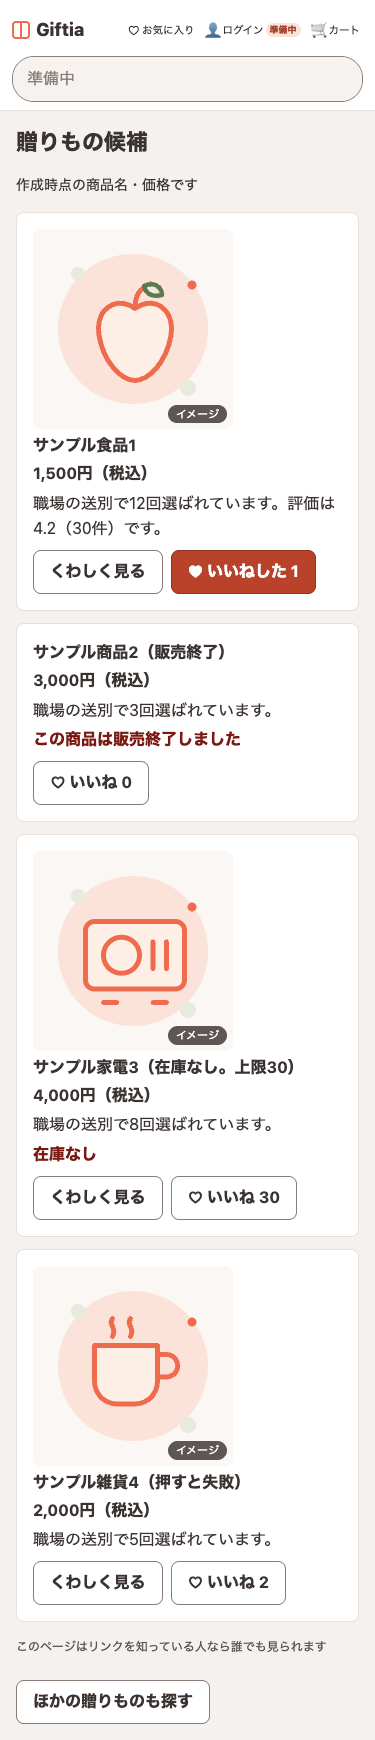 Giftia
♡ お気に入り
👤ログイン 準備中
🛒カート
準備中
贈りもの候補
作成時点の商品名・価格です
イメージ
サンプル食品1
1,500円（税込）
職場の送別で12回選ばれています。評価は
4.2（30件）です。
くわしく見る
♥ いいねした 1
サンプル商品2（販売終了）
3,000円（税込）
職場の送別で3回選ばれています。
この商品は販売終了しました
♡ いいね 0
イメージ
サンプル家電3（在庫なし。上限30）
4,000円（税込）
職場の送別で8回選ばれています。
在庫なし
くわしく見る
♡ いいね 30
イメージ
サンプル雑貨4（押すと失敗）
2,000円（税込）
職場の送別で5回選ばれています。
くわしく見る
♡ いいね 2
このページはリンクを知っている人なら誰でも見られます
ほかの贈りものも探す